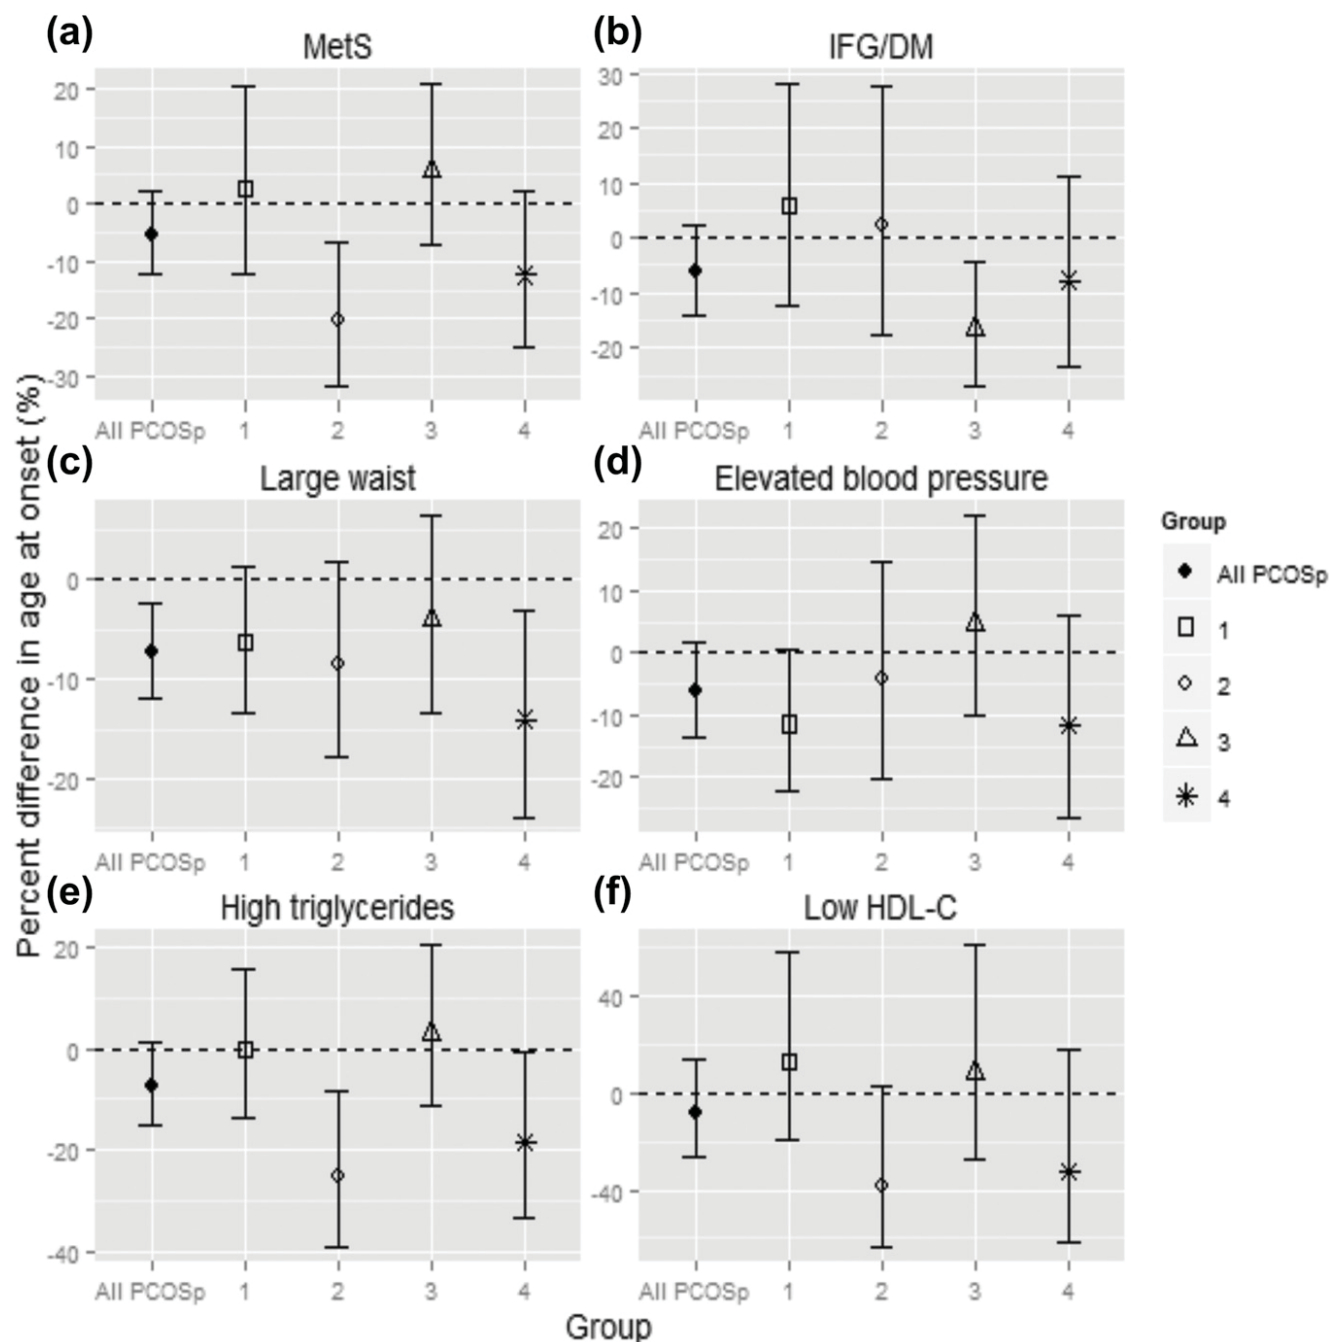 (a)
MetS
20
10
0
-10
-20
-30
All PCOSp 1 2 3 4
(b)
IFG/DM
30
20
10
0
-10
-20
All PCOSp 1 2 3 4
(c)
Large waist
0
-10
-20
All PCOSp 1 2 3 4
(d)
Elevated blood pressure
20
10
0
-10
-20
All PCOSp 1 2 3 4
(e)
High triglycerides
20
0
-20
-40
All PCOSp 1 2 3 4
(f)
Low HDL-C
40
0
-40
All PCOSp 1 2 3 4
Percent difference in age at onset (%)
Group
Group
All PCOSp
1
2
3
4